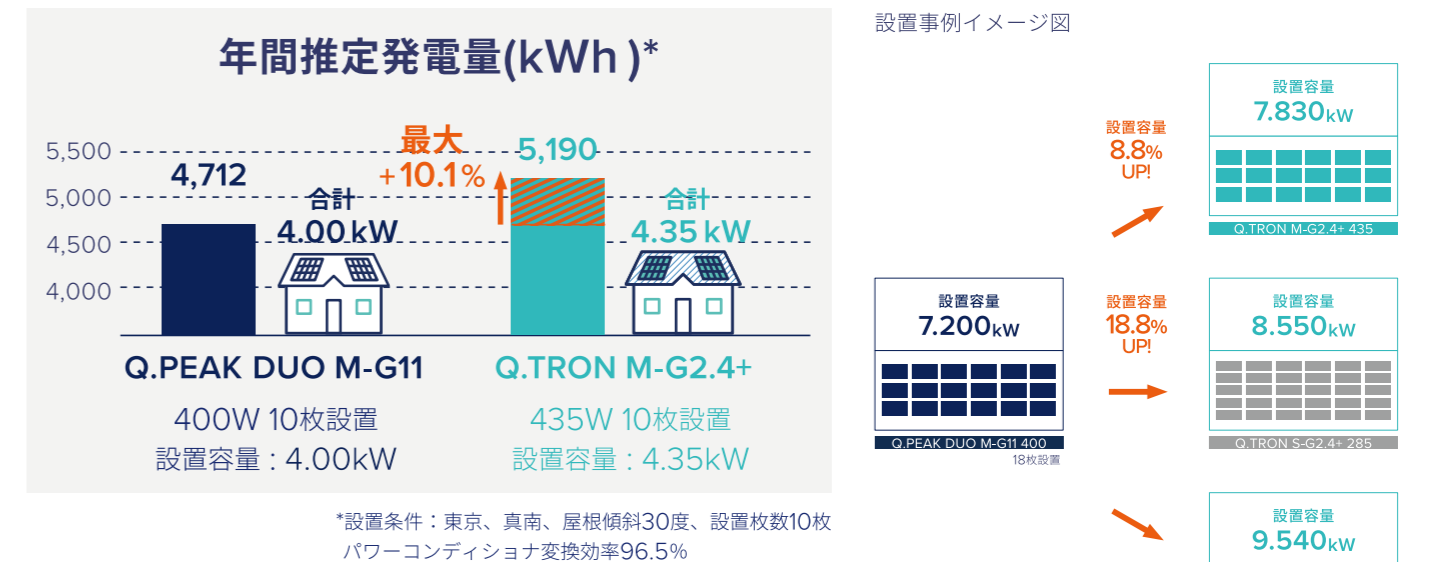 年間推定発電量(kWh)*
5,500
5,000
4,500
4,000
4,712
最大
+10.1%
5,190
合計
4.00kW
合計
4.35kW
Q.PEAK DUO M-G11
400W 10枚設置
設置容量：4.00kW
Q.TRON M-G2.4+
435W 10枚設置
設置容量：4.35kW
*設置条件：東京、真南、屋根傾斜30度、設置枚数10枚
パワーコンディショナ変換効率96.5%
設置事例イメージ図
設置容量
7.200kW
Q.PEAK DUO M-G11 400
18枚設置
設置容量
8.8%
UP!
設置容量
7.830kW
Q.TRON M-G2.4+ 435
設置容量
18.8%
UP!
設置容量
8.550kW
Q.TRON S-G2.4+ 285
設置容量
9.540kW